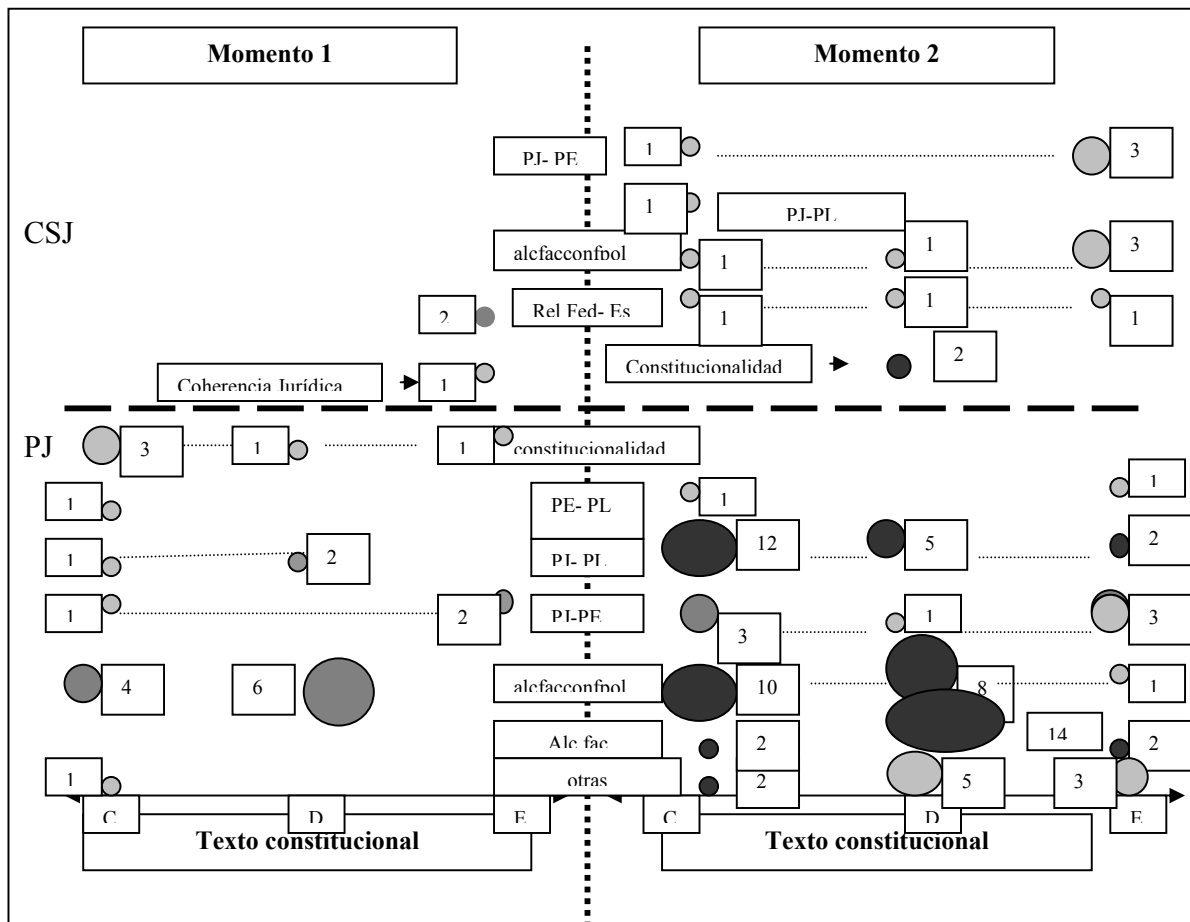 Momento 1
Momento 2
PJ- PE
1
3
1
PJ-PL
CSJ
alcfacconfpol
1
1
3
2
Rel Fed- Es
1
1
1
Constitucionalidad
2
Coherencia Jurídica
1
PJ
3
1
1
constitucionalidad
1
PE- PL
1
1
1
2
PJ- PL
12
5
2
1
2
PJ-PE
3
1
3
4
6
alcfacconfpol
10
8
1
Alc fac
2
14
2
1
otras
2
5
3
C
D
E
C
D
E
Texto constitucional
Texto constitucional